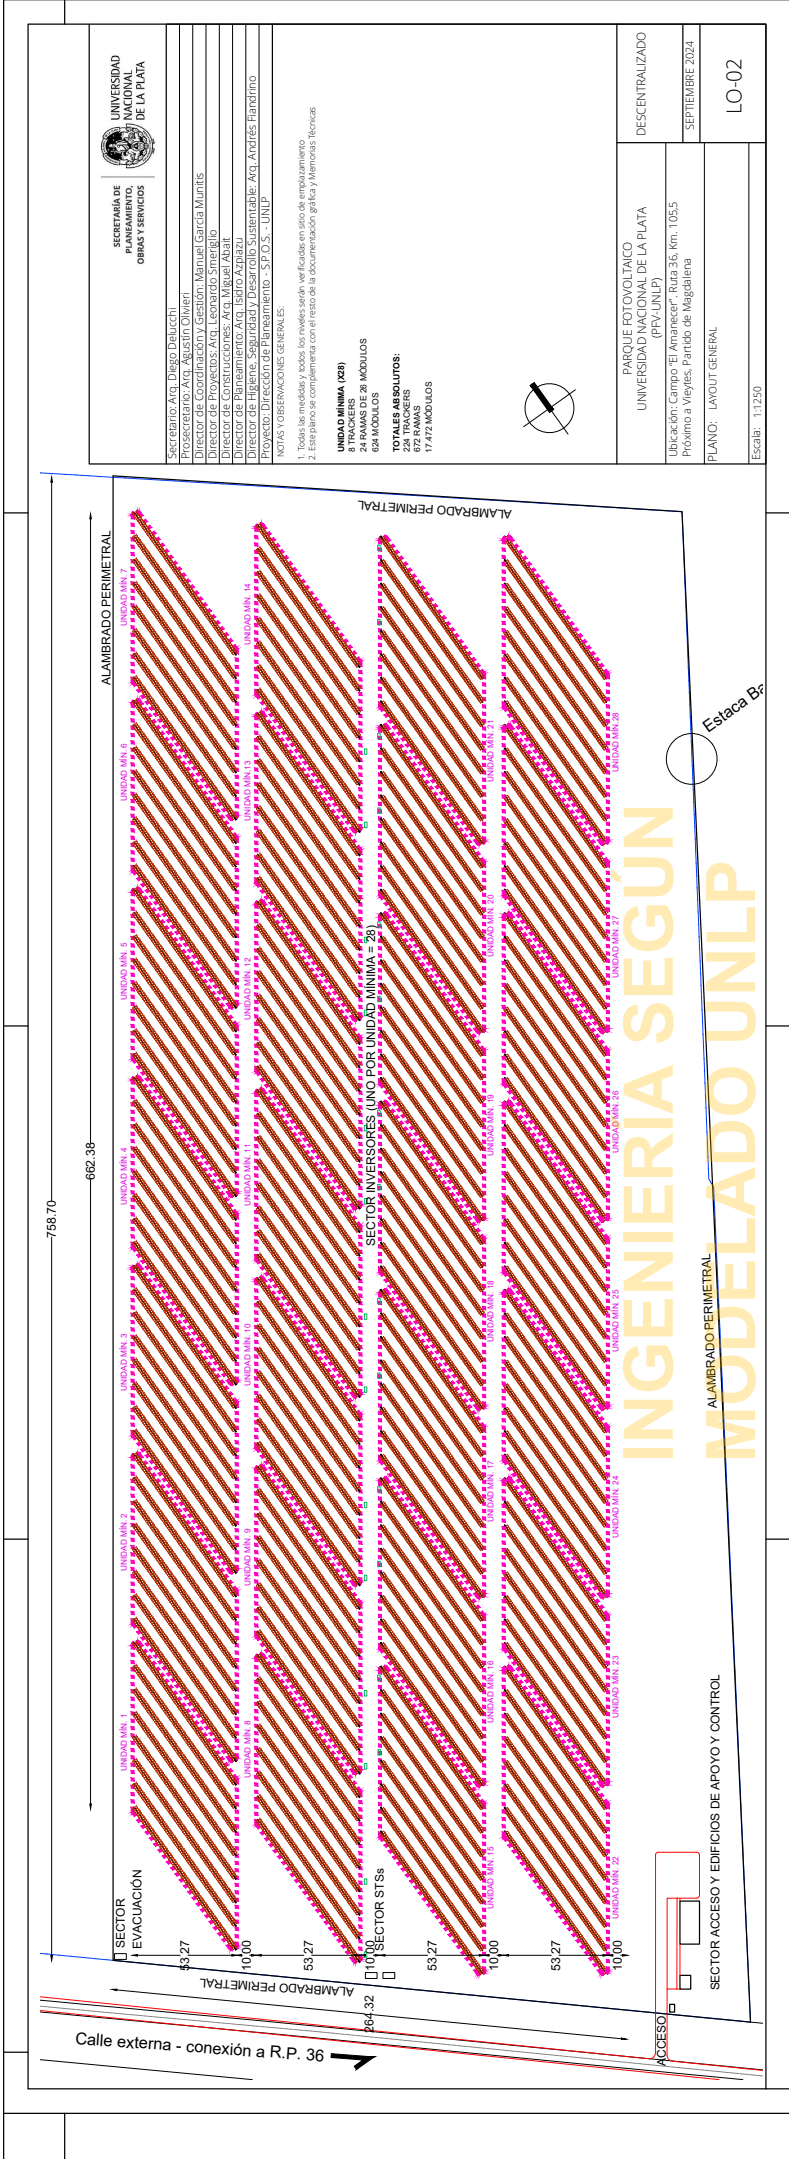 SECRETARÍA DE
PLANEAMIENTO,
OBRAS Y SERVICIOS
UNIVERSIDAD
NACIONAL
DE LA PLATA
Secretario: Arq. Diego Delucchi
Prosecretario: Arq. Agustín Olivieri
Director de Coordinación y Gestión: Manuel García Munitis
Director de Proyectos: Arq. Leonardo Smeriglio
Director de Construcciones: Arq. Miguel Abait
Director de Planeamiento: Arq. Isidro Azpiazu
Director de Higiene, Seguridad y Desarrollo Sustentable: Arq. Andrés Fiandrino
Proyecto: Dirección de Planeamiento - S.P.O.S. - UNLP
NOTAS Y OBSERVACIONES GENERALES:
1. Todas las medidas y todos los niveles serán verificadas en sitio de emplazamiento
2. Este plano se complementa con el resto de la documentación gráfica y Memorias Técnicas
UNIDAD MÍNIMA (X28)
8 TRACKERS
24 RAMAS DE 26 MÓDULOS
624 MÓDULOS
TOTALES ABSOLUTOS:
224 TRACKERS
672 RAMAS
17.472 MÓDULOS
PARQUE FOTOVOLTAICO
UNIVERSIDAD NACIONAL DE LA PLATA
(PFV-UNLP)
DESCENTRALIZADO
Ubicación: Campo "El Amanecer". Ruta 36, Km. 105,5
Próximo a Vieytes, Partido de Magdalena
SEPTIEMBRE 2024
PLANO: LAYOUT GENERAL
LO-02
Escala: 1:1250
758.70
662.38
ALAMBRADO PERIMETRAL
ALAMBRADO PERIMETRAL
UNIDAD MÍN. 1
UNIDAD MÍN. 2
UNIDAD MÍN. 3
UNIDAD MÍN. 4
UNIDAD MÍN. 5
UNIDAD MÍN. 6
UNIDAD MÍN. 7
UNIDAD MÍN. 8
UNIDAD MÍN. 9
UNIDAD MÍN. 10
UNIDAD MÍN. 11
UNIDAD MÍN. 12
UNIDAD MÍN. 13
UNIDAD MÍN. 14
SECTOR INVERSORES (UNO POR UNIDAD MÍNIMA = 28)
UNIDAD MÍN. 15
UNIDAD MÍN. 16
UNIDAD MÍN. 17
UNIDAD MÍN. 18
UNIDAD MÍN. 19
UNIDAD MÍN. 20
UNIDAD MÍN. 21
UNIDAD MÍN. 22
UNIDAD MÍN. 23
UNIDAD MÍN. 24
UNIDAD MÍN. 25
UNIDAD MÍN. 26
UNIDAD MÍN. 27
UNIDAD MÍN. 28
SECTOR
EVACUACIÓN
SECTOR STSs
53.27
10.00
53.27
10.00
53.27
10.00
53.27
10.00
264.32
ALAMBRADO PERIMETRAL
ALAMBRADO PERIMETRAL
Estaca
INGENIERIA SEGÚN
MODELADO UNLP
SECTOR ACCESO Y EDIFICIOS DE APOYO Y CONTROL
ACCESO
Calle externa - conexión a R.P. 36